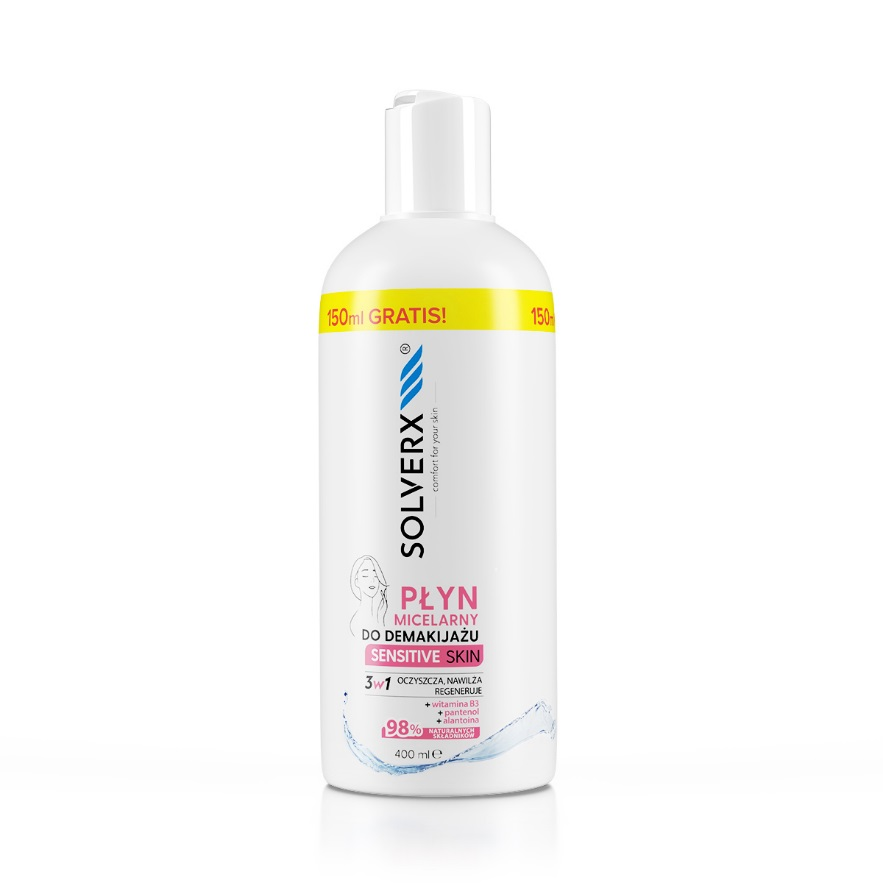 150ml GRATIS!
150m
SOLVERX®
comfort for your skin
PŁYN
MICELARNY
DO DEMAKIJAŻU
SENSITIVE SKIN
3w1 OCZYSZCZA, NAWILŻA
REGENERUJE
+ witamina B3
+ pantenol
+ alantoina
98% NATURALNYCH
SKŁADNIKÓW
400 ml ℮